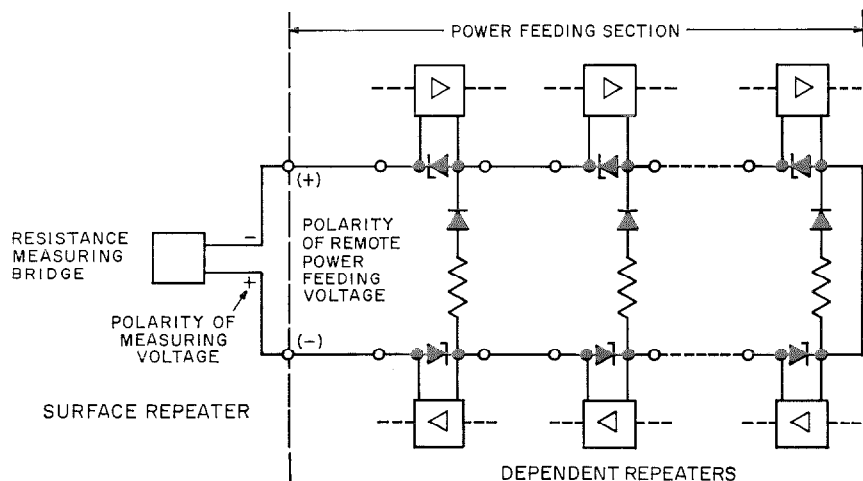 POWER FEEDING SECTION
(+)
−
RESISTANCE
MEASURING
BRIDGE
POLARITY
OF REMOTE
POWER
FEEDING
VOLTAGE
+
POLARITY OF
MEASURING
VOLTAGE
(−)
SURFACE REPEATER
DEPENDENT REPEATERS